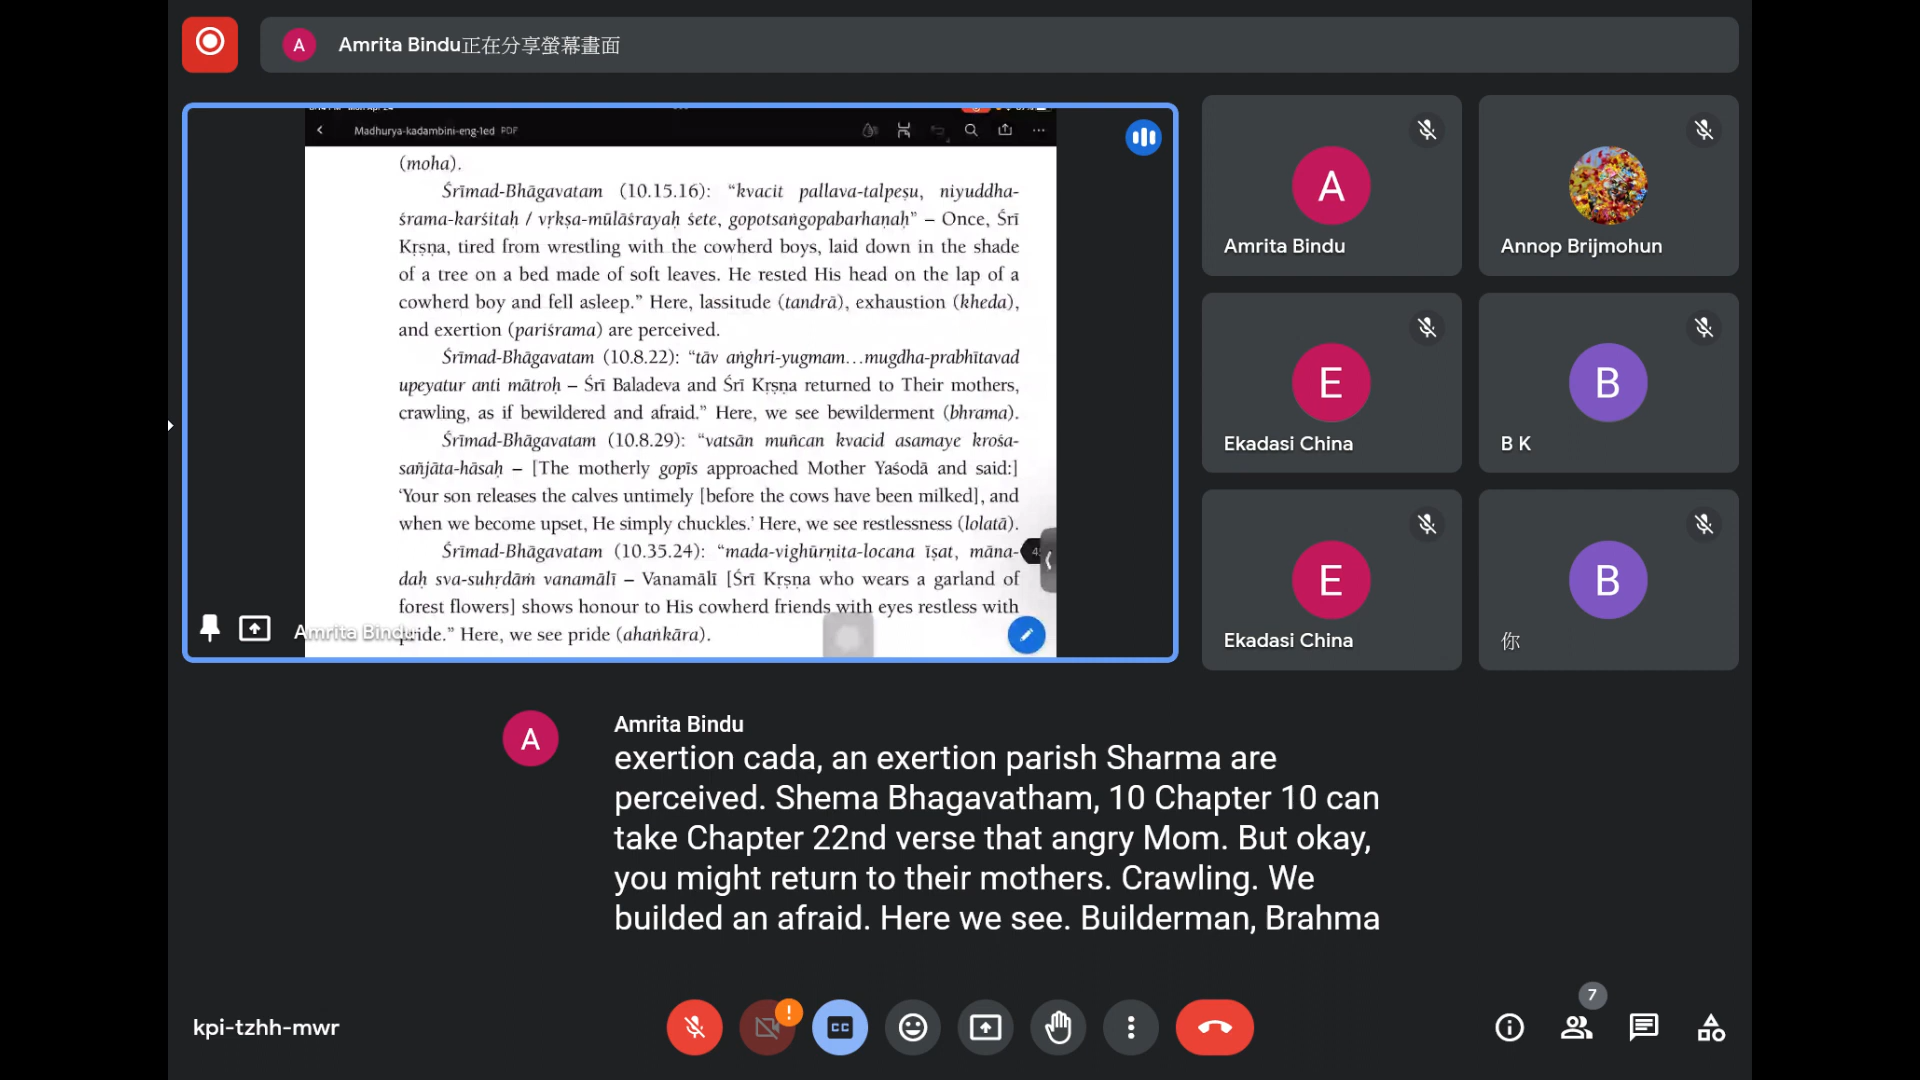 A Amrita Bindu正在分享螢幕畫面
Madhurya-kadambini-eng-1ed PDF
(moha).
Śrīmad-Bhāgavatam (10.15.16): “kvacit pallava-talpeṣu, niyuddha-
śrama-karśitaḥ / vṛkṣa-mūlāśrayaḥ śete, gopotsaṅgopabarhaṇaḥ” – Once, Śrī
Kṛṣṇa, tired from wrestling with the cowherd boys, laid down in the shade
of a tree on a bed made of soft leaves. He rested His head on the lap of a
cowherd boy and fell asleep.” Here, lassitude (tandrā), exhaustion (kheda),
and exertion (pariśrama) are perceived.
Śrīmad-Bhāgavatam (10.8.22): “tāv aṅghri-yugmam…mugdha-prabhītavad
upeyatur anti mātroḥ – Śrī Baladeva and Śrī Kṛṣṇa returned to Their mothers,
crawling, as if bewildered and afraid.” Here, we see bewilderment (bhrama).
Śrīmad-Bhāgavatam (10.8.29): “vatsān muñcan kvacid asamaye krośa-
sañjāta-hāsaḥ – [The motherly gopīs approached Mother Yaśodā and said:]
‘Your son releases the calves untimely [before the cows have been milked], and
when we become upset, He simply chuckles.’ Here, we see restlessness (lolatā).
Śrīmad-Bhāgavatam (10.35.24): “mada-vighūrṇita-locana īṣat, māna-
daḥ sva-suhṛdāṁ vanamālī – Vanamālī [Śrī Kṛṣṇa who wears a garland of
forest flowers] shows honour to His cowherd friends with eyes restless with
pride.” Here, we see pride (ahaṅkāra).
Amrita Bindu
A
Amrita Bindu
Annop Brijmohun
E
Ekadasi China
B
B K
E
Ekadasi China
B
你
A
Amrita Bindu
exertion cada, an exertion parish Sharma are
perceived. Shema Bhagavatham, 10 Chapter 10 can
take Chapter 22nd verse that angry Mom. But okay,
you might return to their mothers. Crawling. We
builded an afraid. Here we see. Builderman, Brahma
kpi-tzhh-mwr
CC
7